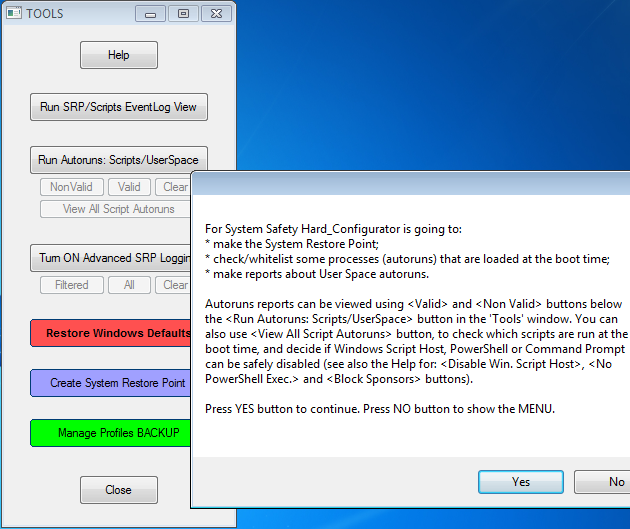 TOOLS
Help
Run SRP/Scripts EventLog View
Run Autoruns: Scripts/UserSpace
NonValid Valid Clear
View All Script Autoruns
Turn ON Advanced SRP Loggin
Filtered All Clear
Restore Windows Defaults
Create System Restore Point
Manage Profiles BACKUP
Close
For System Safety Hard_Configurator is going to:
* make the System Restore Point;
* check/whitelist some processes (autoruns) that are loaded at the boot time;
* make reports about User Space autoruns.
Autoruns reports can be viewed using <Valid> and <Non Valid> buttons below
the <Run Autoruns: Scripts/UserSpace> button in the 'Tools' window. You can
also use <View All Script Autoruns> button, to check which scripts are run at the
boot time, and decide if Windows Script Host, PowerShell or Command Prompt
can be safely disabled (see also the Help for: <Disable Win. Script Host>, <No
PowerShell Exec.> and <Block Sponsors> buttons).
Press YES button to continue. Press NO button to show the MENU.
Yes No